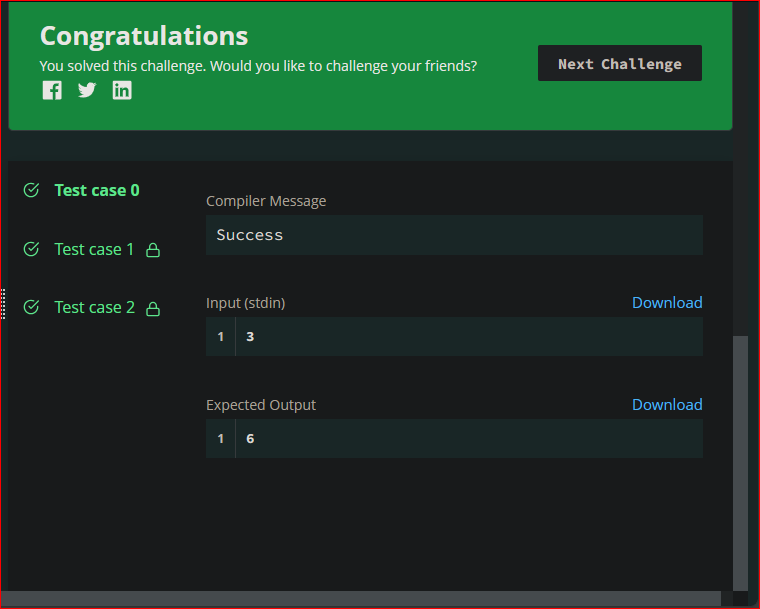 Congratulations
You solved this challenge. Would you like to challenge your friends?
Next Challenge
Test case 0
Test case 1
Test case 2
Compiler Message
Success
Input (stdin)
Download
1 3
Expected Output
Download
1 6